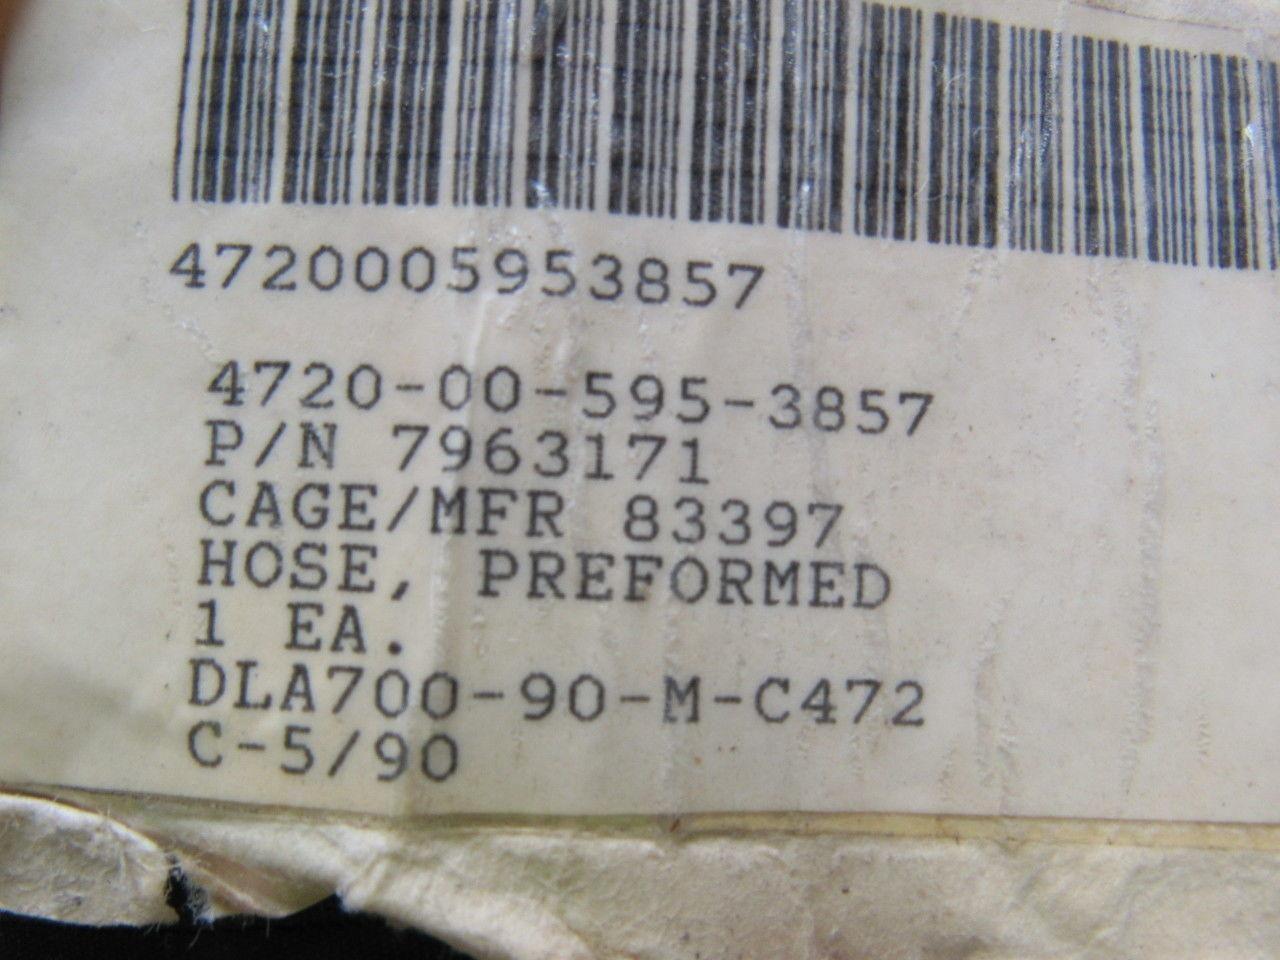 4720005953857
4720-00-595-3857
P/N 7963171
CAGE/MFR 83397
HOSE, PREFORMED
1 EA.
DLA700-90-M-C472
C-5/90